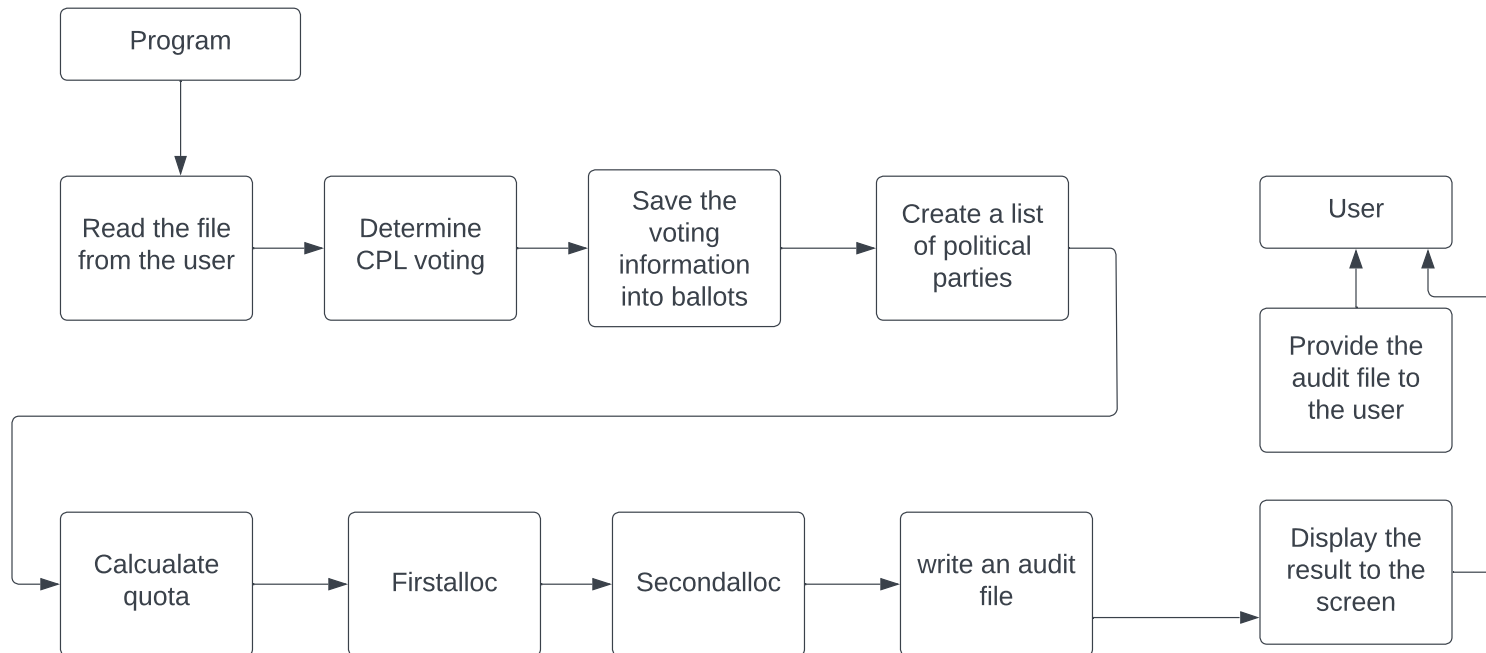 Program
Read the file
from the user
Determine
CPL voting
Save the
voting
information
into ballots
Create a list
of political
parties
User
Provide the
audit file to
the user
Calcualate
quota
Firstalloc
Secondalloc
write an audit
file
Display the
result to the
screen